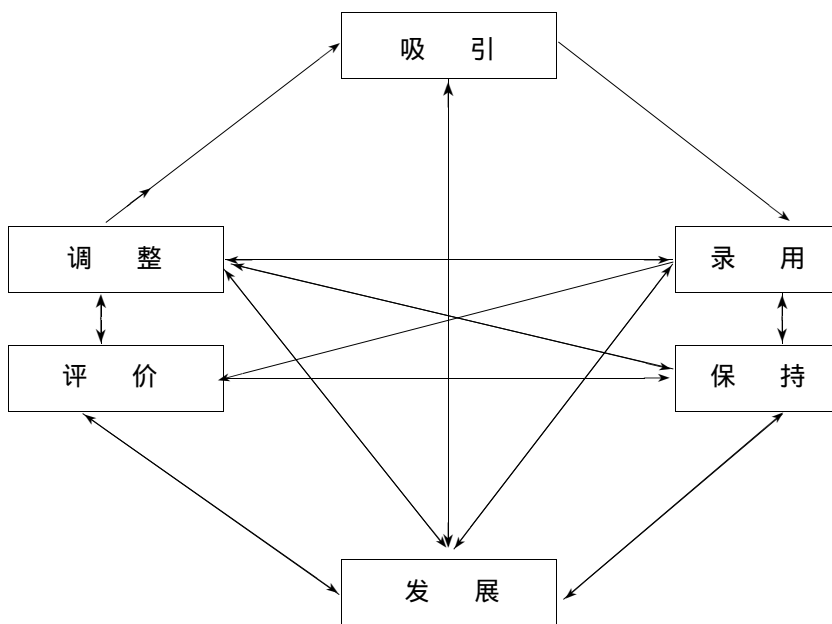 吸 引
调 整
录 用
评 价
保 持
发 展